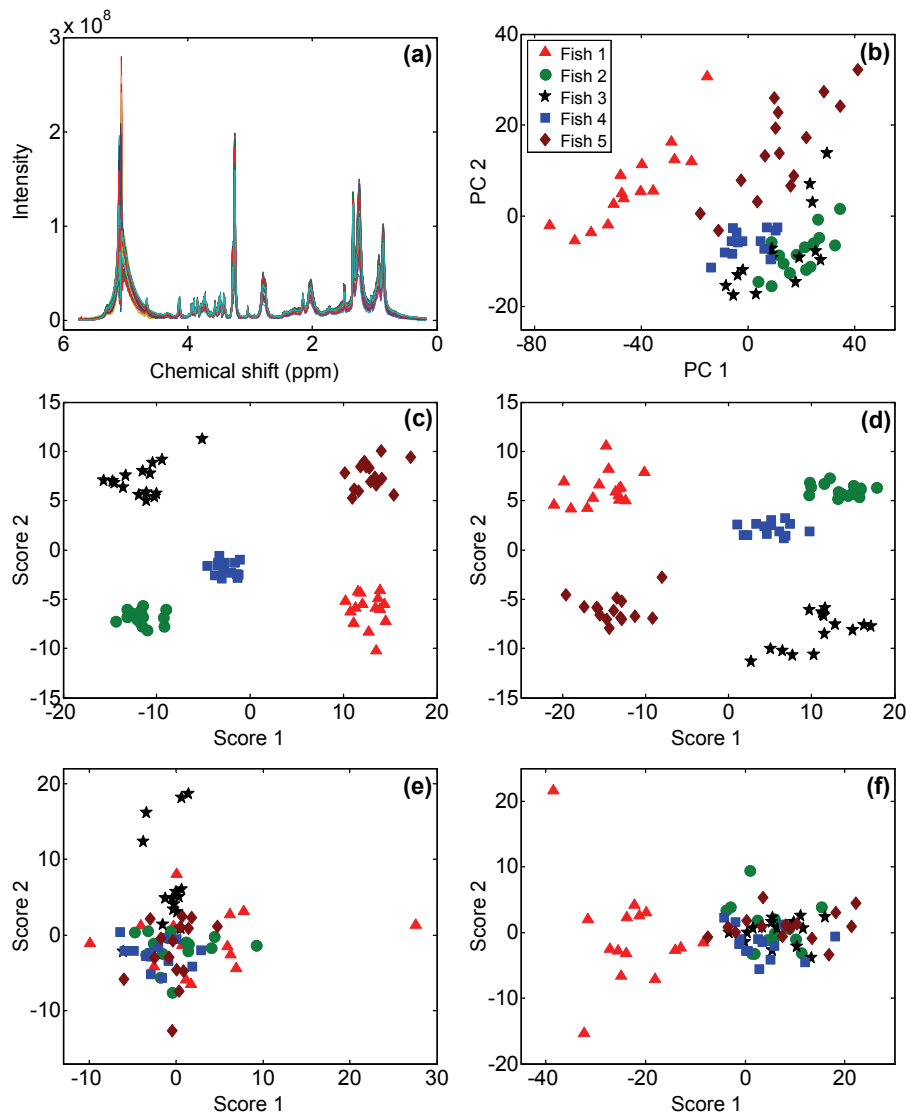 3 × 10^8
(a)
2
1
0
Intensity
6
4
2
0
Chemical shift (ppm)
40
(b)
Fish 1
Fish 2
Fish 3
Fish 4
Fish 5
20
0
-20
PC 2
-80
-40
0
40
PC 1
15
(c)
10
5
0
-5
-10
-15
Score 2
-20
-10
0
10
20
Score 1
15
(d)
10
5
0
-5
-10
-15
Score 2
-20
-10
0
10
20
Score 1
20
(e)
10
0
-10
Score 2
-10
0
10
20
30
Score 1
20
(f)
10
0
-10
-20
Score 2
-40
-20
0
20
Score 1